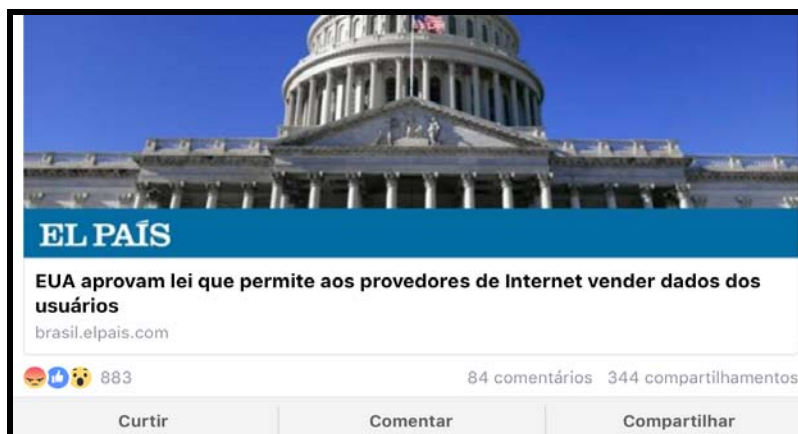 EL PAÍS
EUA aprovam lei que permite aos provedores de Internet vender dados dos
usuários
brasil.elpais.com
883 84 comentários 344 compartilhamentos
Curtir Comentar Compartilhar